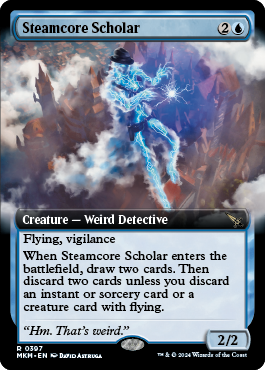 Steamcore Scholar 2
Creature — Weird Detective
Flying, vigilance
When Steamcore Scholar enters the
battlefield, draw two cards. Then
discard two cards unless you discard
an instant or sorcery card or a
creature card with flying.
“Hm. That’s weird.”
2/2
R 0397
MKM • EN DAVID ASTRUGA
™ & © 2024 Wizards of the Coast